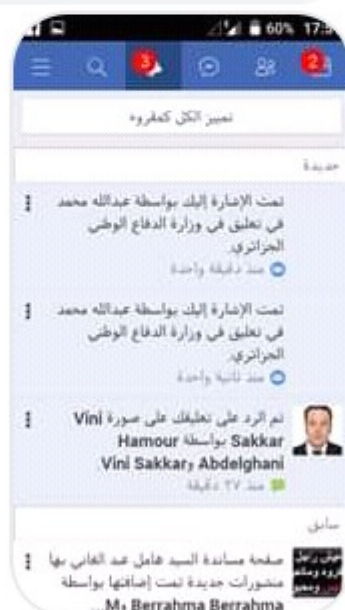 60% 17:5
3
2
تمييز الكل كمقروء
جديدة
تمت الإشارة إليك بواسطة عبدالله محمد
في تعليق في وزارة الدفاع الوطني
الجزائري.
منذ دقيقة واحدة
تمت الإشارة إليك بواسطة عبدالله محمد
في تعليق في وزارة الدفاع الوطني
الجزائري.
منذ ثانية واحدة
تم الرد على تعليقك على صورة Vini
Sakkar بواسطة Hamour
Abdelghani وVini Sakkar.
منذ ٢٧ دقيقة
سابق
صفحة مساندة السيد هامل عبد الغاني بها
منشورات جديدة تمت إضافتها بواسطة
Berrahma Berrahma وM...